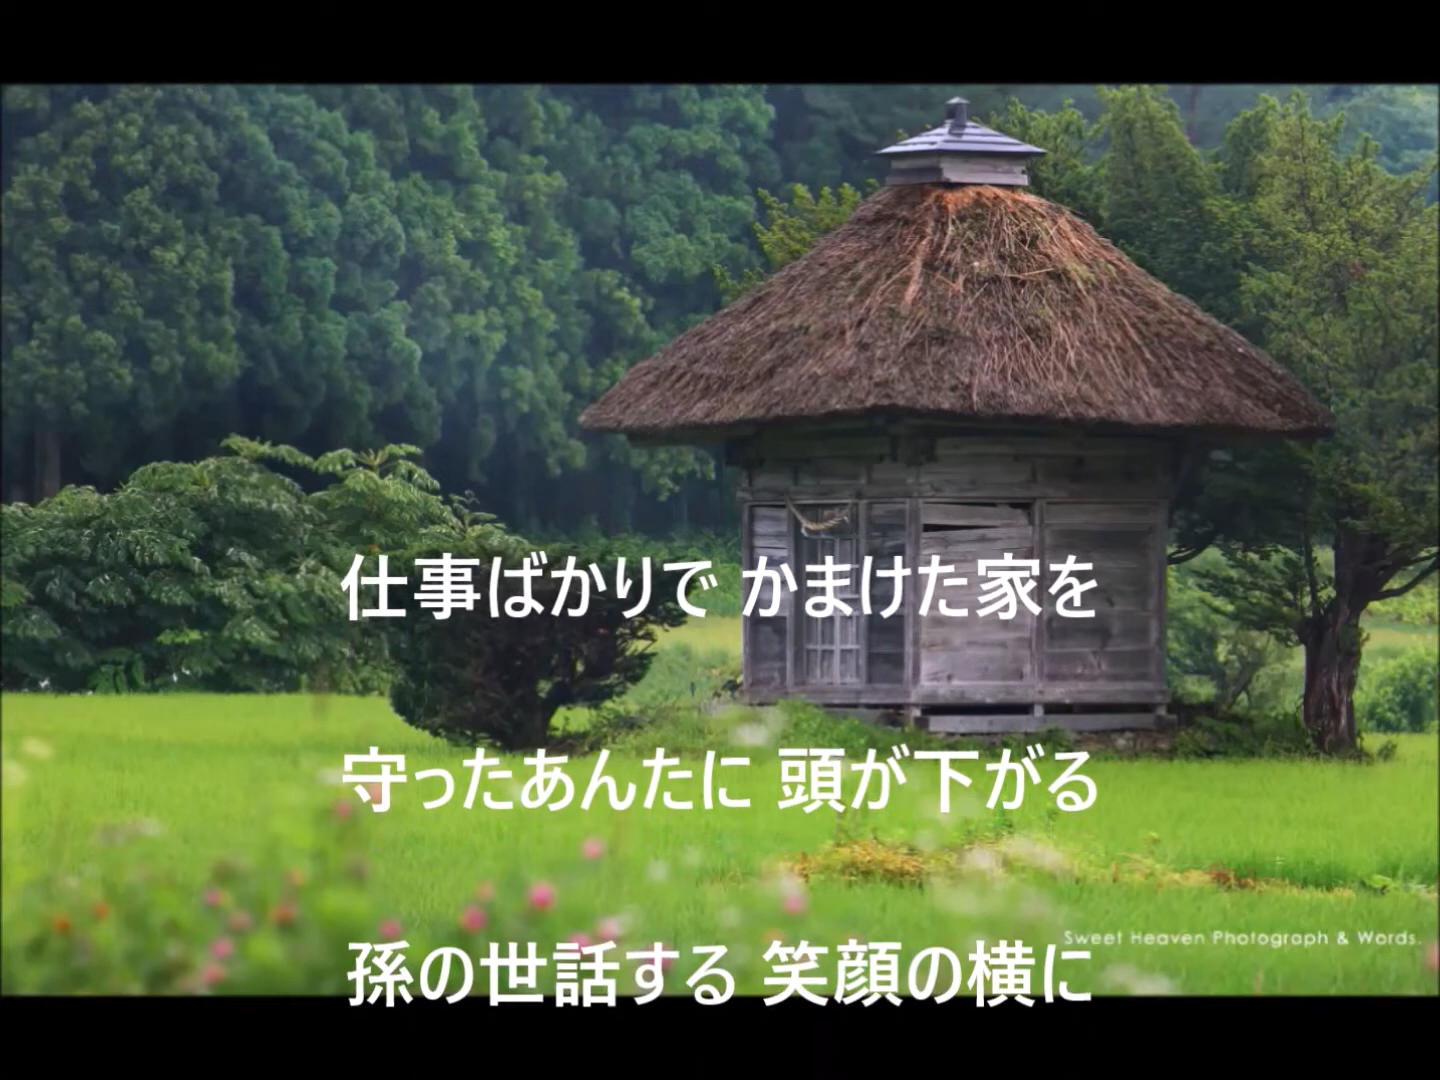 仕事ばかりで かまけた家を
守ったあんたに 頭が下がる
Sweet Heaven Photograph & Words.
孫の世話する 笑顔の横に